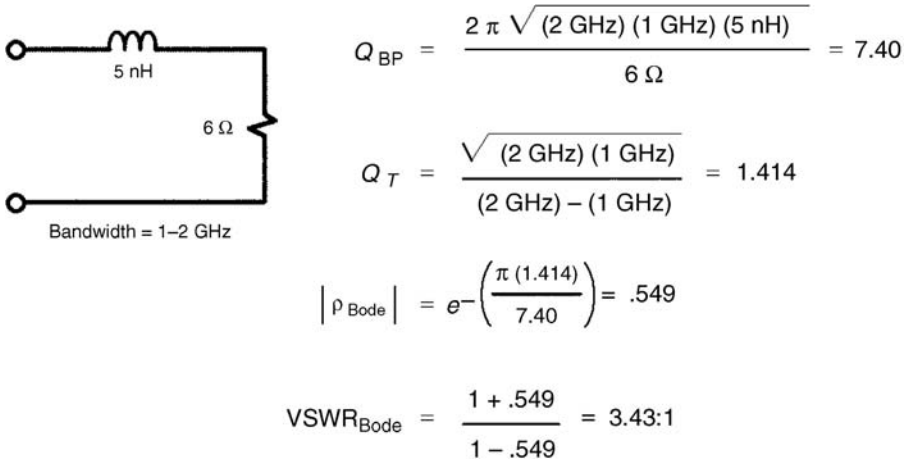 5 nH
6 Ω
Bandwidth = 1–2 GHz
Q BP = 2 π √ (2 GHz) (1 GHz) (5 nH) / 6 Ω = 7.40
Q T = √ (2 GHz) (1 GHz) / (2 GHz) – (1 GHz) = 1.414
| ρ Bode | = e –( π (1.414) / 7.40 ) = .549
VSWR Bode = 1 + .549 / 1 – .549 = 3.43:1